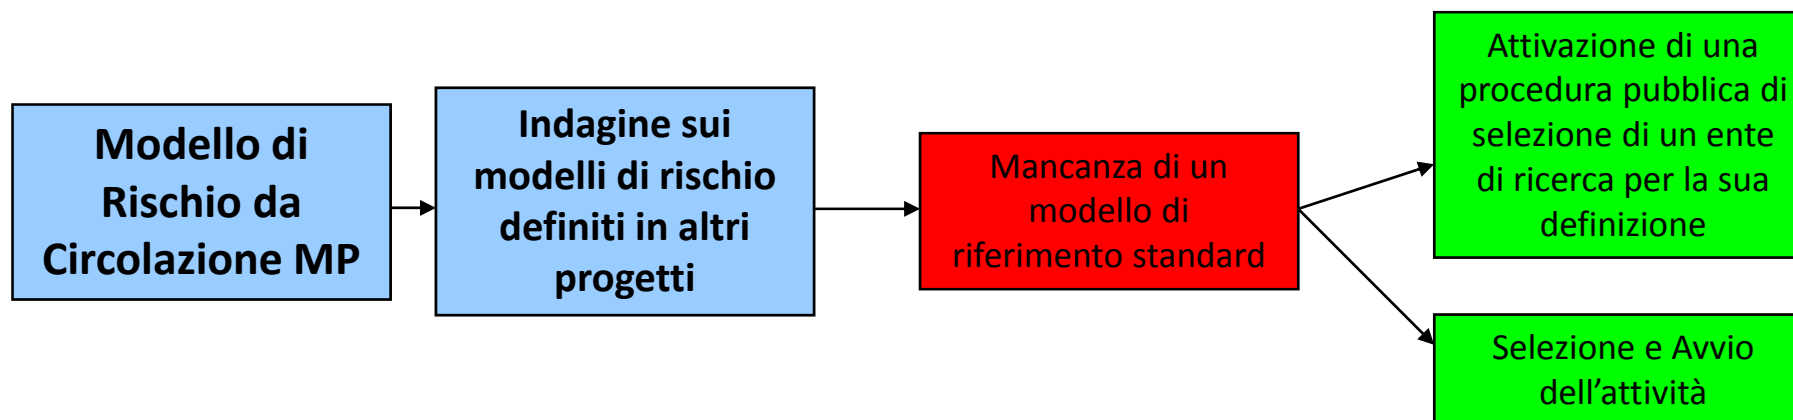 Modello di
Rischio da
Circolazione MP
Indagine sui
modelli di rischio
definiti in altri
progetti
Mancanza di un
modello di
riferimento standard
Attivazione di una
procedura pubblica di
selezione di un ente
di ricerca per la sua
definizione
Selezione e Avvio
dell’attività